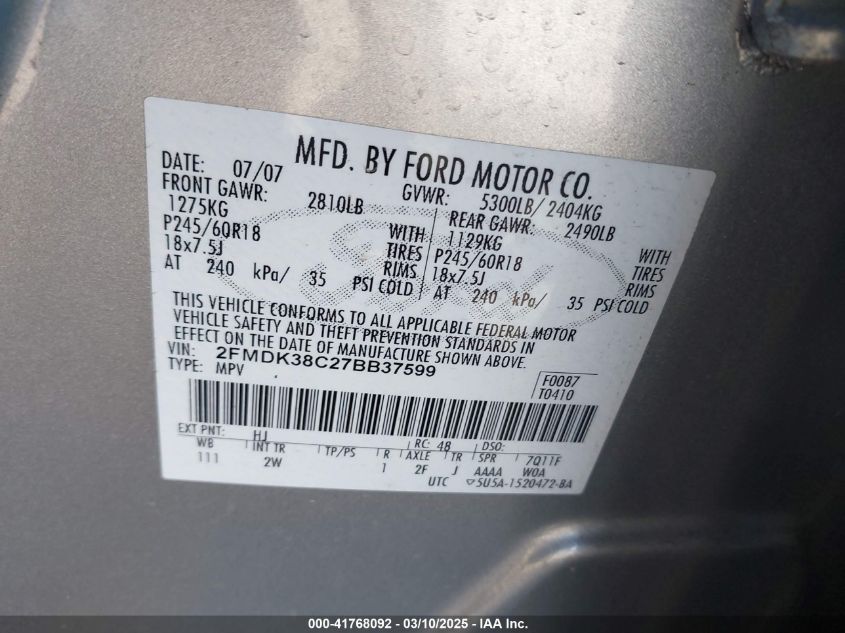 MFD. BY FORD MOTOR CO.
DATE: 07/07 GVWR: 5300LB/ 2404KG
FRONT GAWR: 2810LB REAR GAWR: 2490LB
1275KG WITH 1129KG WITH
P245/60R18 TIRES P245/60R18 TIRES
18x7.5J RIMS 18x7.5J RIMS
AT 240 kPa/ 35 PSI COLD AT 240 kPa/ 35 PSI COLD
THIS VEHICLE CONFORMS TO ALL APPLICABLE FEDERAL MOTOR
VEHICLE SAFETY AND THEFT PREVENTION STANDARDS IN
EFFECT ON THE DATE OF MANUFACTURE SHOWN ABOVE.
VIN: 2FMDK38C27BB37599
TYPE: MPV
F0087
T0410
EXT PNT: HJ RC: 48 DSO:
WB INT TR TP/PS R AXLE TR SPR 7Q11F
111 2W 1 2F J AAAA W0A
UTC ▽5U5A-1520472-BA
Ford
000-41768092 - 03/10/2025 - IAAI Inc.